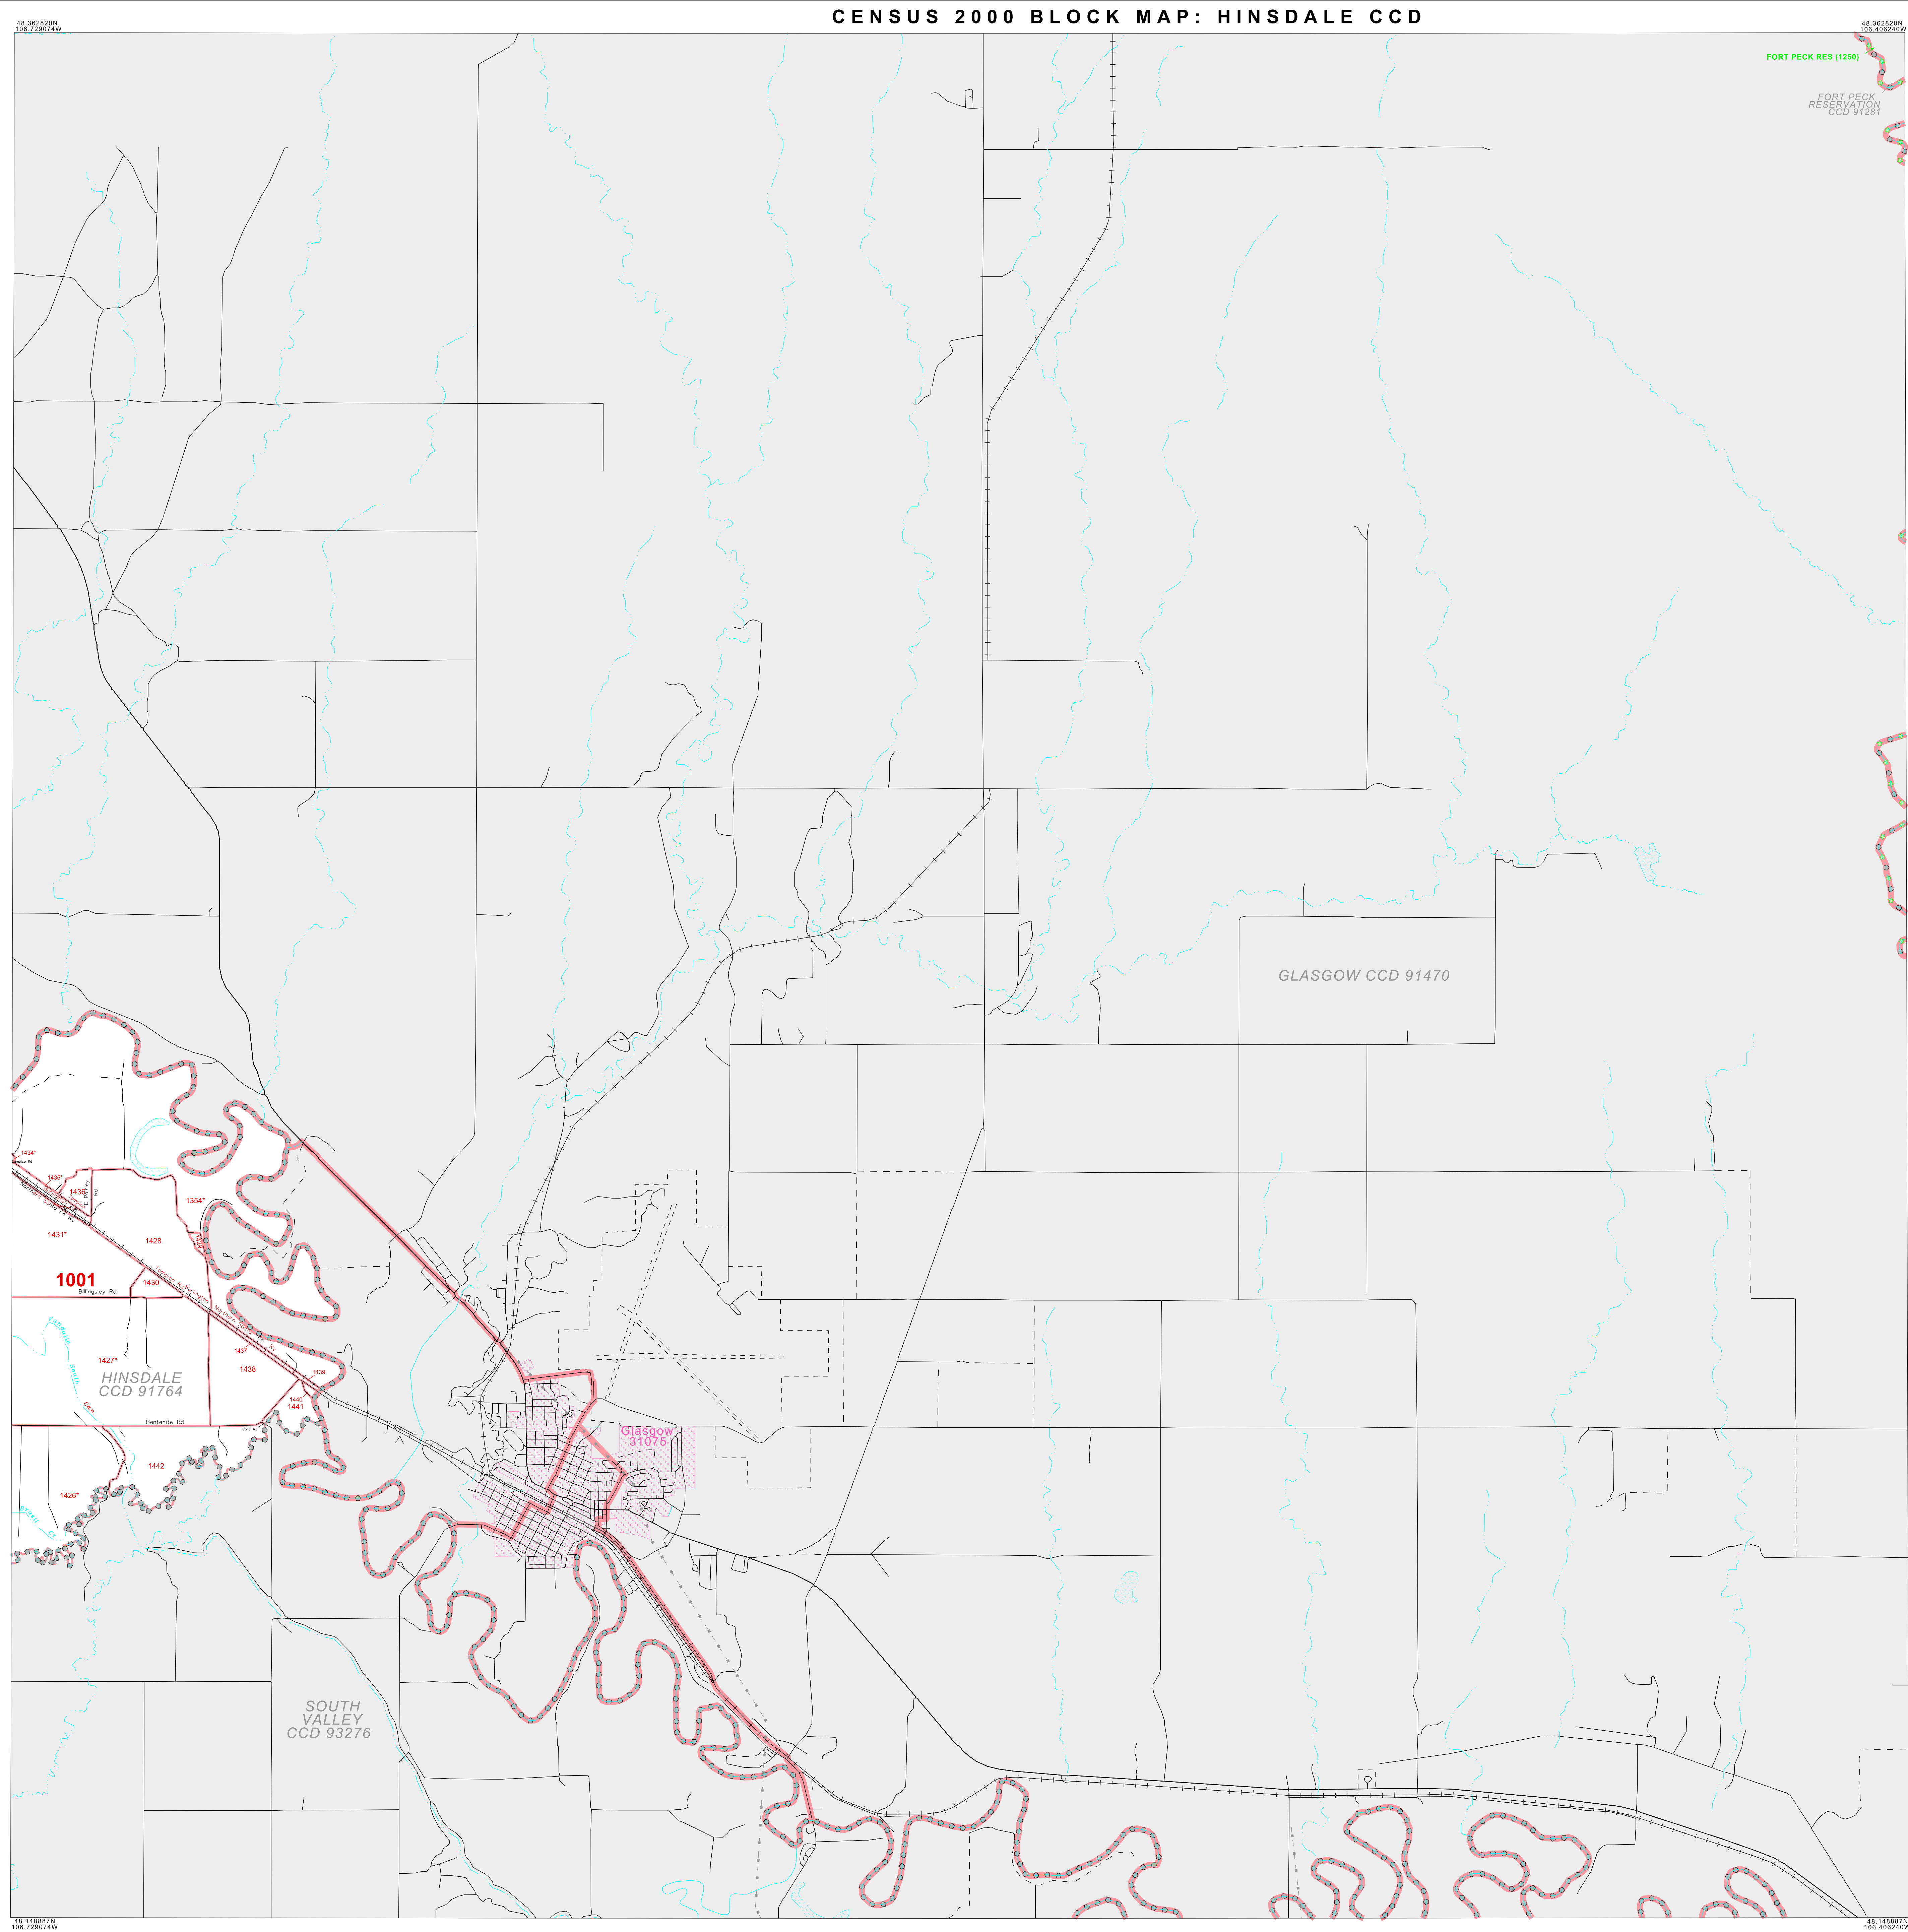 CENSUS 2000 BLOCK MAP: HINSDALE CCD
48.362820N
106.729074W
48.362820N
106.406240W
FORT PECK RES (1250)
FORT PECK
RESERVATION
CCD 91281
GLASGOW CCD 91470
1434*
1435*
1436
Rd
1354*
1431*
1428
1001
1430
Billingsley Rd
Burlington Northern
1437
1438
1439
1440
1441
1427*
HINSDALE
CCD 91764
Bentenite Rd
1442
1426*
Glasgow
31075
SOUTH
VALLEY
CCD 93276
48.148887N
106.729074W
48.148887N
106.406240W